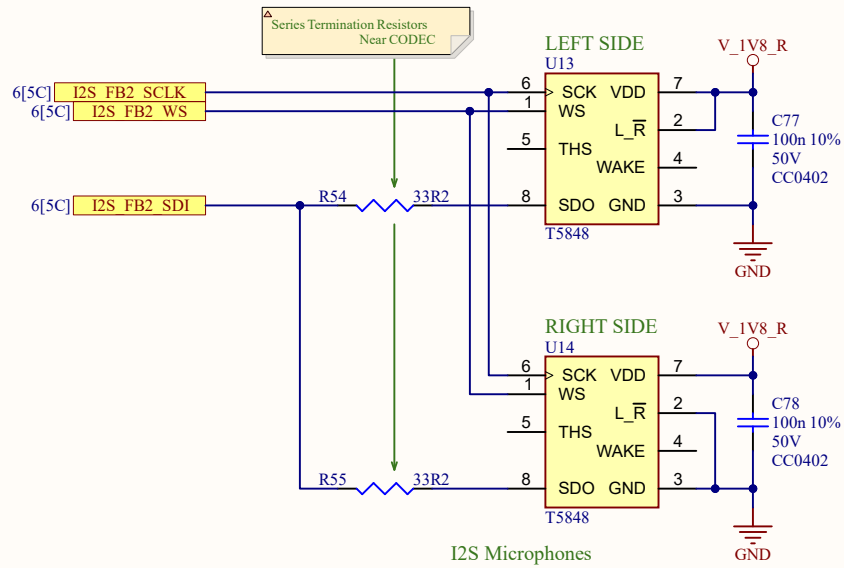 Series Termination Resistors
Near CODEC
LEFT SIDE
U13
V_1V8_R
6[5C] I2S_FB2_SCLK
6[5C] I2S_FB2_WS
6 SCK VDD 7
1 WS
L_R 2
5 THS
WAKE 4
C77
100n 10%
50V
CC0402
6[5C] I2S_FB2_SDI
R54 33R2
8 SDO GND 3
T5848
GND
RIGHT SIDE
U14
V_1V8_R
6 SCK VDD 7
1 WS
L_R 2
5 THS
WAKE 4
C78
100n 10%
50V
CC0402
R55 33R2
8 SDO GND 3
T5848
GND
I2S Microphones